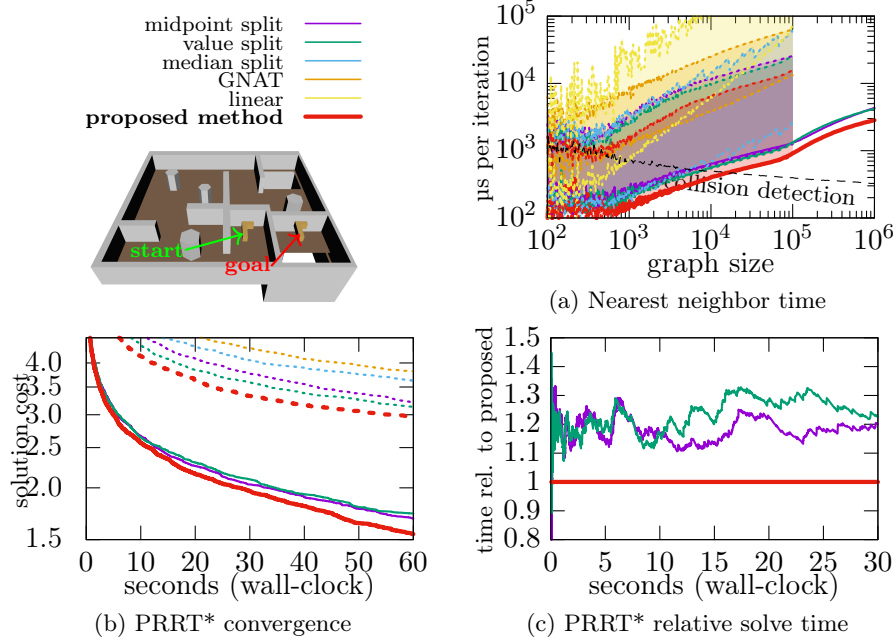 midpoint split
value split
median split
GNAT
linear
proposed method
start
goal
µs per iteration
10^5
10^4
10^3
10^2
collision detection
10^2 10^3 10^4 10^5 10^6
graph size
(a) Nearest neighbor time
solution cost
4.0
3.5
3.0
2.5
2.0
1.5
0 10 20 30 40 50 60
seconds (wall-clock)
(b) PRRT* convergence
time rel. to proposed
1.5
1.4
1.3
1.2
1.1
1
0.9
0.8
0 5 10 15 20 25 30
seconds (wall-clock)
(c) PRRT* relative solve time